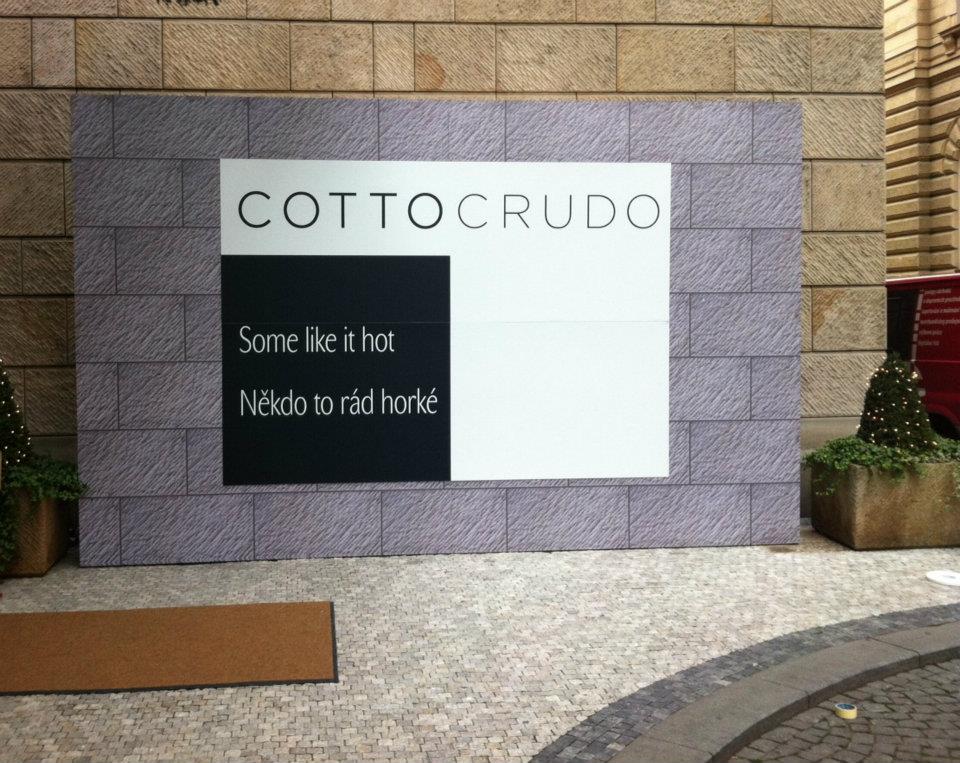 COTTOCRUDO
Some like it hot
Někdo to rád horké